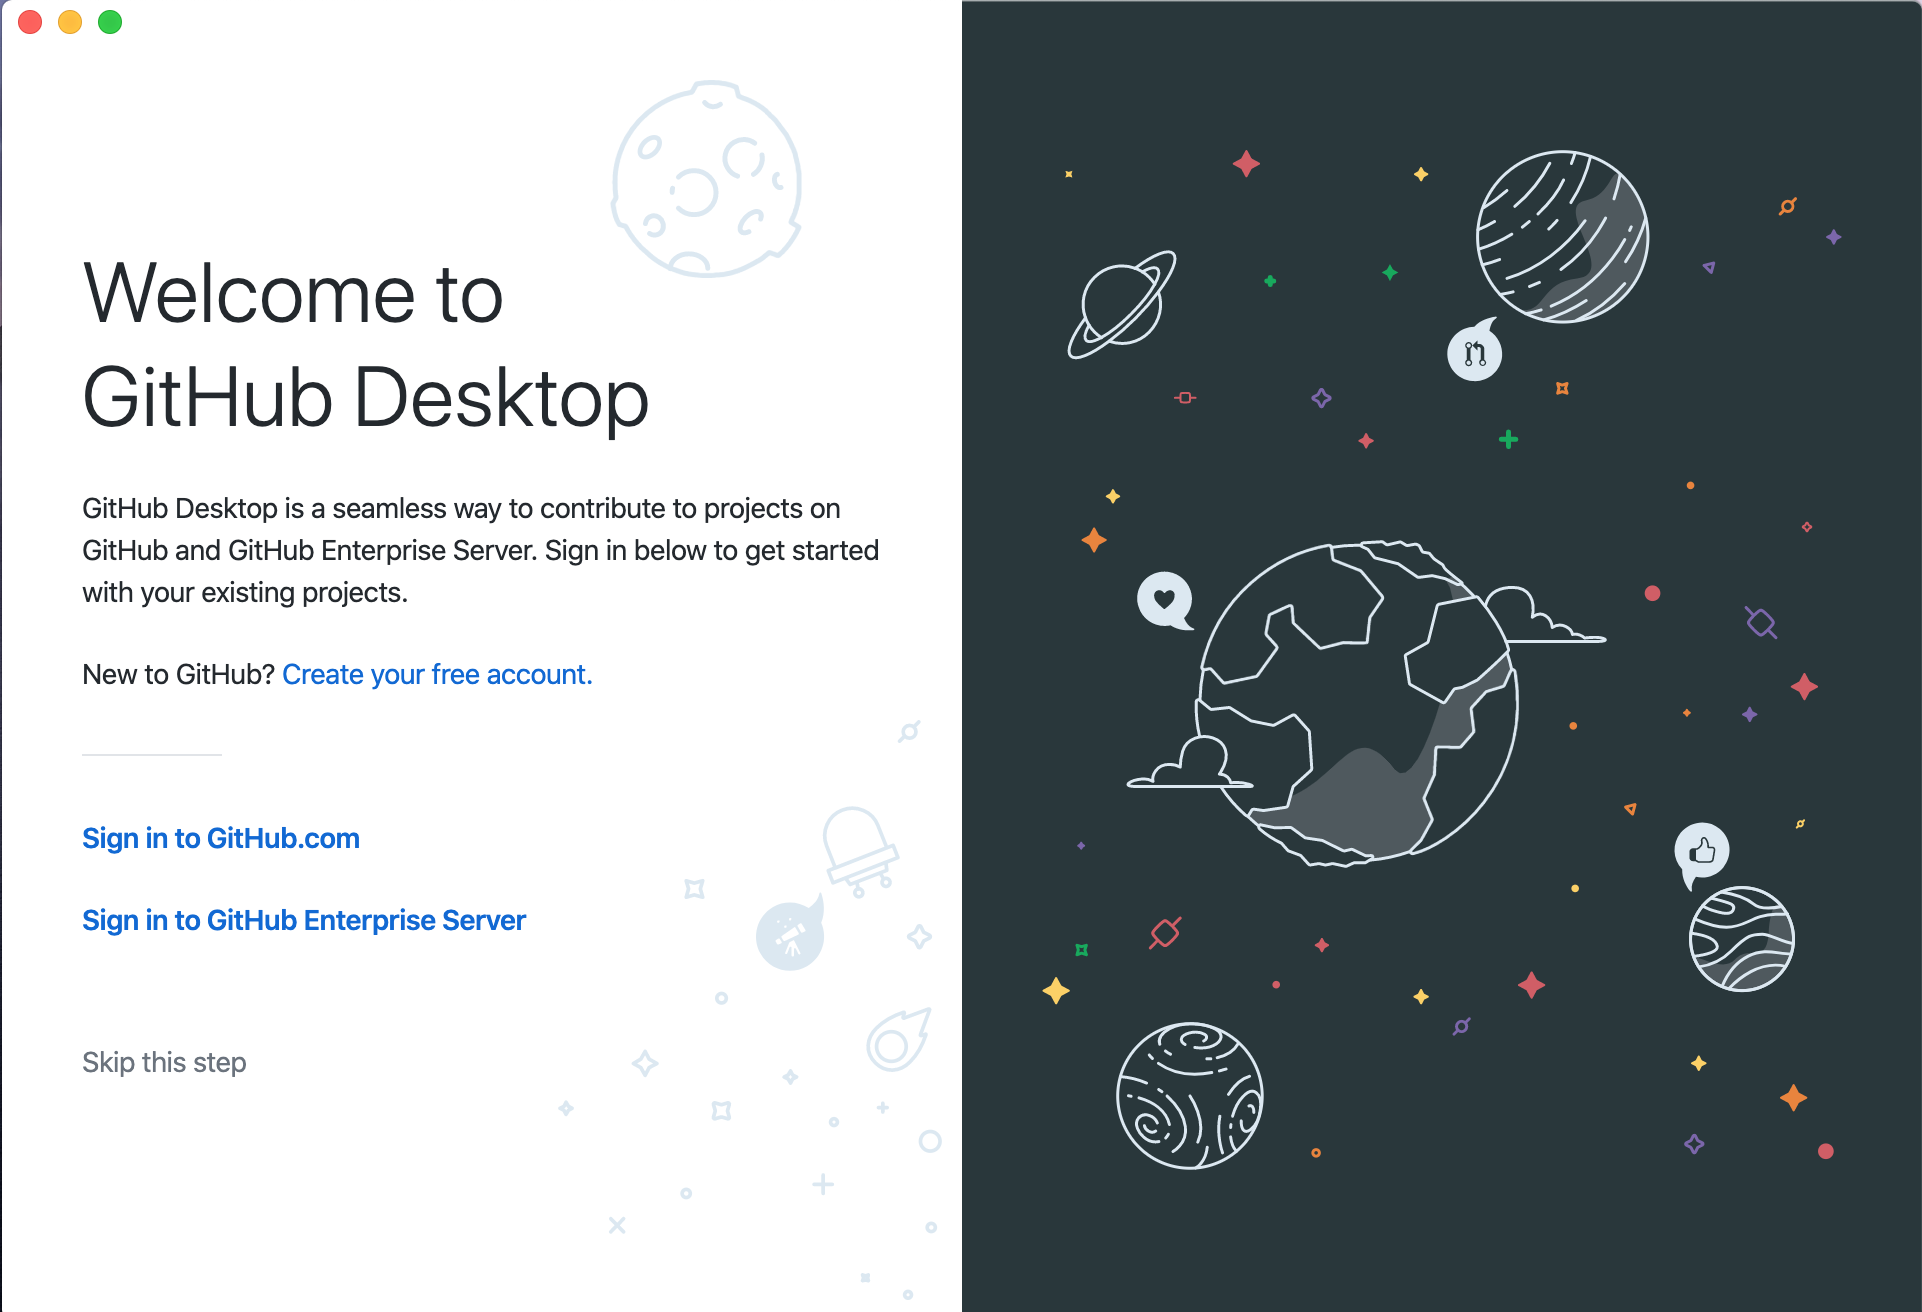 Welcome to
GitHub Desktop
GitHub Desktop is a seamless way to contribute to projects on
GitHub and GitHub Enterprise Server. Sign in below to get started
with your existing projects.
New to GitHub? Create your free account.
Sign in to GitHub.com
Sign in to GitHub Enterprise Server
Skip this step